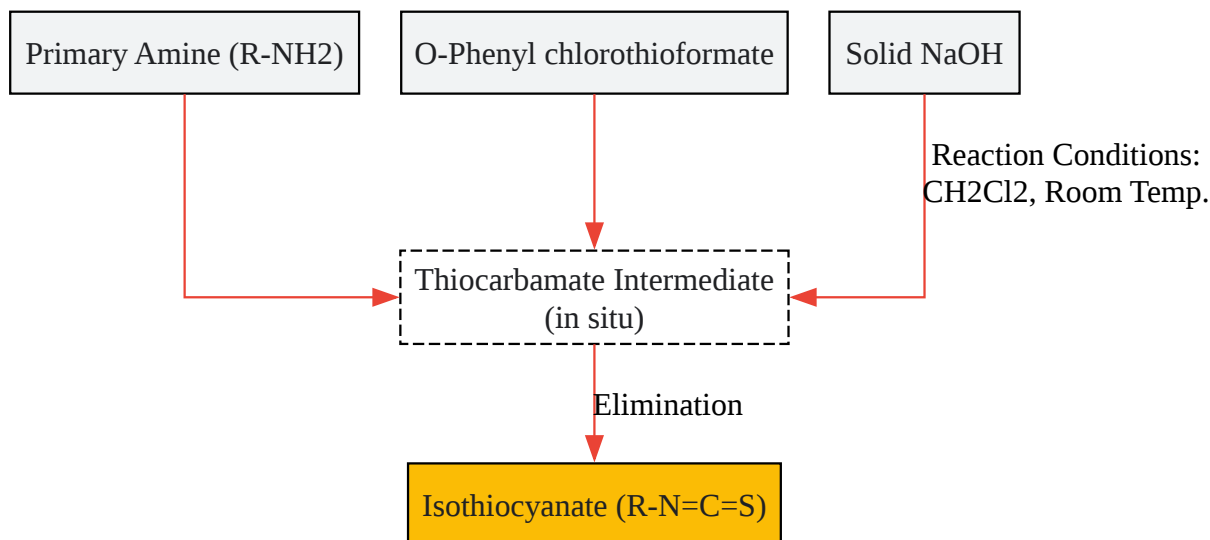 Primary Amine (R-NH2)
O-Phenyl chlorothioformate
Solid NaOH
Reaction Conditions:
CH2Cl2, Room Temp.
Thiocarbamate Intermediate
(in situ)
Elimination
Isothiocyanate (R-N=C=S)